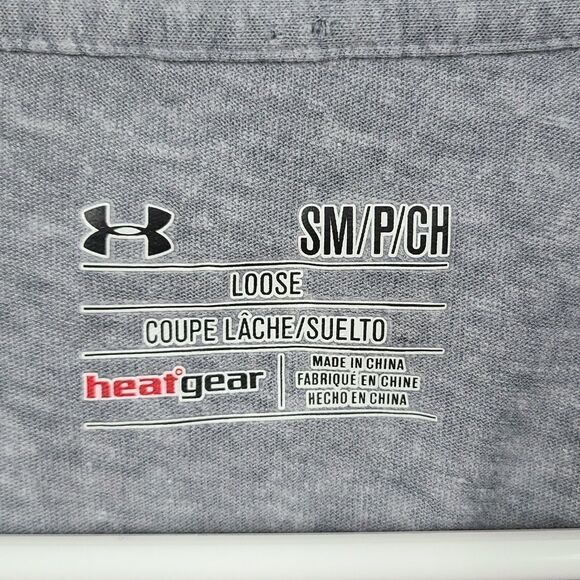 SM/P/CH
LOOSE
COUPE LÂCHE/SUELTO
heatgear
MADE IN CHINA
FABRIQUÉ EN CHINE
HECHO EN CHINA